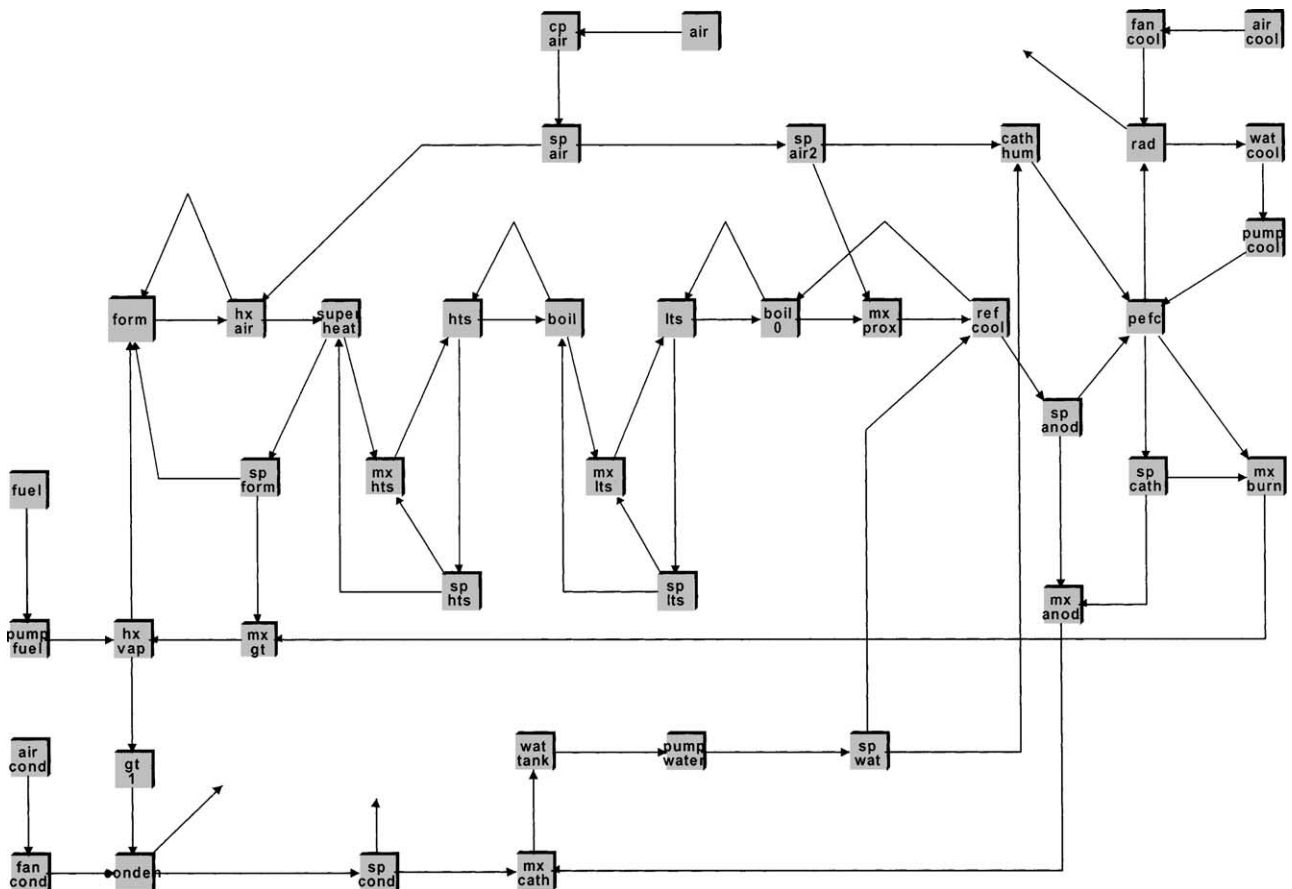 cp
air
air
fan
cool
air
cool
sp
air
sp
air2
cath
hum
rad
wat
cool
pump
cool
form
hx
air
super
heat
hts
boil
lts
boil
0
mx
prox
ref
cool
pefc
sp
anod
fuel
sp
form
mx
hts
mx
lts
sp
cath
mx
burn
sp
hts
sp
lts
mx
anod
pump
fuel
hx
vap
mx
gt
air
cond
gt
1
wat
tank
pump
water
sp
wat
fan
cond
onden
sp
cond
mx
cath